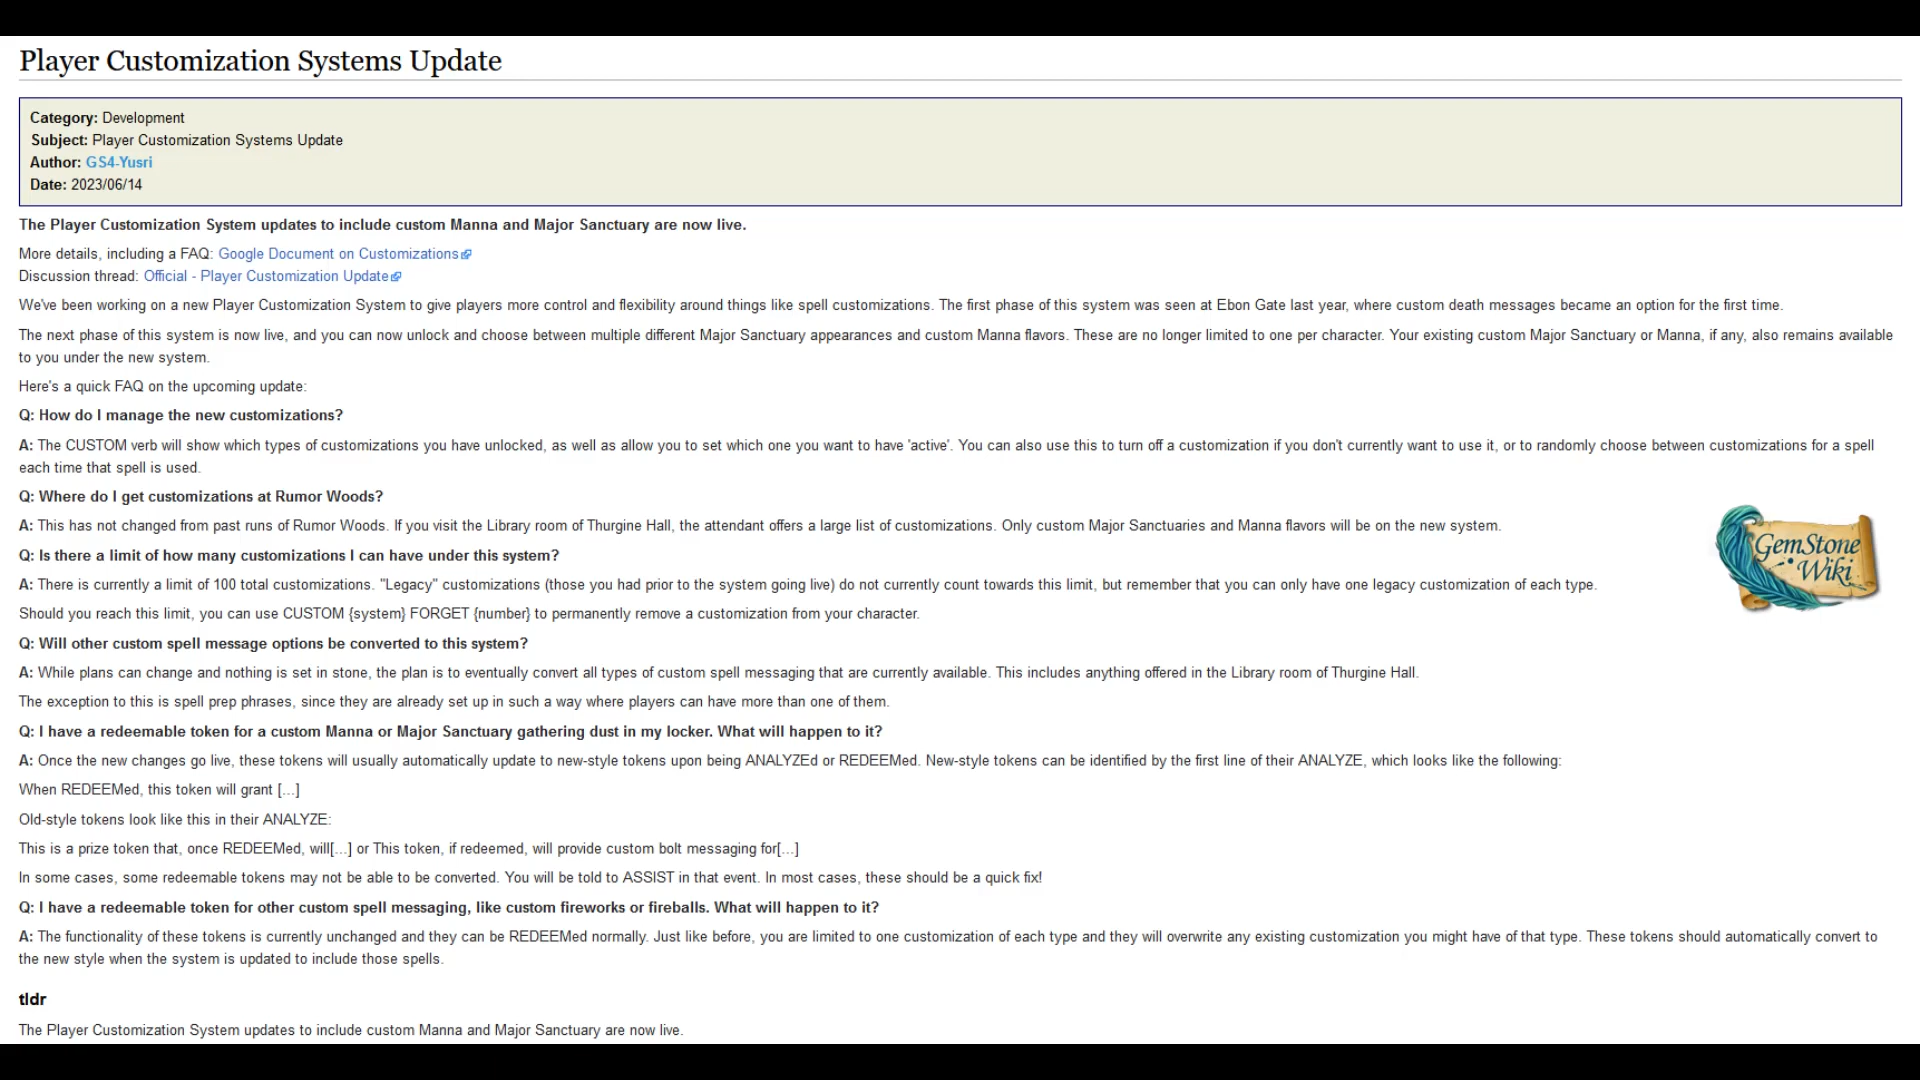 Player Customization Systems Update
Category: Development
Subject: Player Customization Systems Update
Author: GS4-Yusri
Date: 2023/06/14
The Player Customization System updates to include custom Manna and Major Sanctuary are now live.
More details, including a FAQ: Google Document on Customizations
Discussion thread: Official - Player Customization Update
We've been working on a new Player Customization System to give players more control and flexibility around things like spell customizations. The first phase of this system was seen at Ebon Gate last year, where custom death messages became an option for the first time.
The next phase of this system is now live, and you can now unlock and choose between multiple different Major Sanctuary appearances and custom Manna flavors. These are no longer limited to one per character. Your existing custom Major Sanctuary or Manna, if any, also remains available
to you under the new system.
Here's a quick FAQ on the upcoming update:
Q: How do I manage the new customizations?
A: The CUSTOM verb will show which types of customizations you have unlocked, as well as allow you to set which one you want to have 'active'. You can also use this to turn off a customization if you don't currently want to use it, or to randomly choose between customizations for a spell
each time that spell is used.
Q: Where do I get customizations at Rumor Woods?
A: This has not changed from past runs of Rumor Woods. If you visit the Library room of Thurgine Hall, the attendant offers a large list of customizations. Only custom Major Sanctuaries and Manna flavors will be on the new system.
Q: Is there a limit of how many customizations I can have under this system?
A: There is currently a limit of 100 total customizations. "Legacy" customizations (those you had prior to the system going live) do not currently count towards this limit, but remember that you can only have one legacy customization of each type.
GemStone
Wiki
Should you reach this limit, you can use CUSTOM {system} FORGET {number} to permanently remove a customization from your character.
Q: Will other custom spell message options be converted to this system?
A: While plans can change and nothing is set in stone, the plan is to eventually convert all types of custom spell messaging that are currently available. This includes anything offered in the Library room of Thurgine Hall.
The exception to this is spell prep phrases, since they are already set up in such a way where players can have more than one of them.
Q: I have a redeemable token for a custom Manna or Major Sanctuary gathering dust in my locker. What will happen to it?
A: Once the new changes go live, these tokens will usually automatically update to new-style tokens upon being ANALYZEd or REDEEMed. New-style tokens can be identified by the first line of their ANALYZE, which looks like the following:
When REDEEMed, this token will grant [...]
Old-style tokens look like this in their ANALYZE:
This is a prize token that, once REDEEMed, will[...] or This token, if redeemed, will provide custom bolt messaging for[...]
In some cases, some redeemable tokens may not be able to be converted. You will be told to ASSIST in that event. In most cases, these should be a quick fix!
Q: I have a redeemable token for other custom spell messaging, like custom fireworks or fireballs. What will happen to it?
A: The functionality of these tokens is currently unchanged and they can be REDEEMed normally. Just like before, you are limited to one customization of each type and they will overwrite any existing customization you might have of that type. These tokens should automatically convert to
the new style when the system is updated to include those spells.
tldr
The Player Customization System updates to include custom Manna and Major Sanctuary are now live.